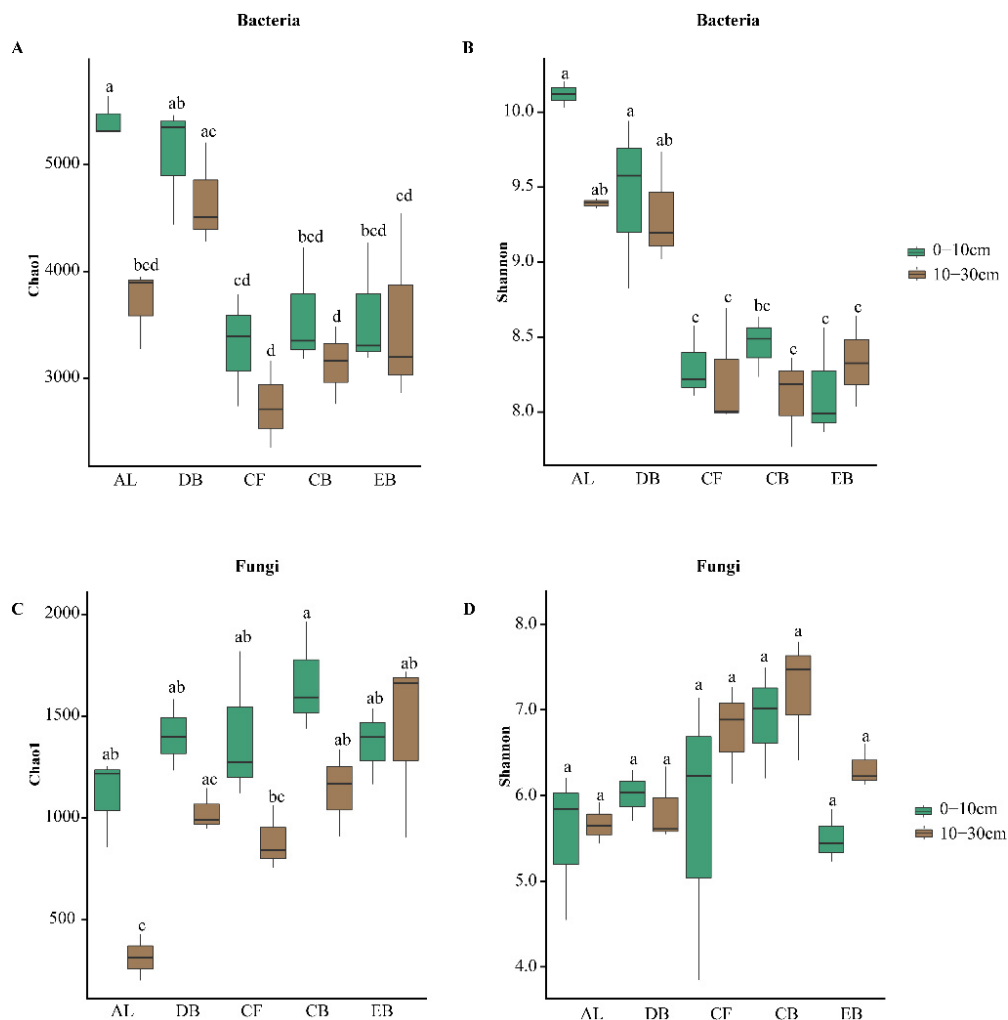 Bacteria
A
Chao1
5000
4000
3000
a
ab
ac
bcd
cd
d
bcd
d
bcd
cd
AL DB CF CB EB
Bacteria
B
Shannon
10.0
9.5
9.0
8.5
8.0
a
ab
a
ab
c
c
bc
c
c
c
AL DB CF CB EB
0−10cm
10−30cm
Fungi
C
Chao1
2000
1500
1000
500
ab
c
ab
ac
ab
bc
a
ab
ab
ab
AL DB CF CB EB
Fungi
D
Shannon
8.0
7.0
6.0
5.0
4.0
a
a
a
a
a
a
a
a
a
a
AL DB CF CB EB
0−10cm
10−30cm